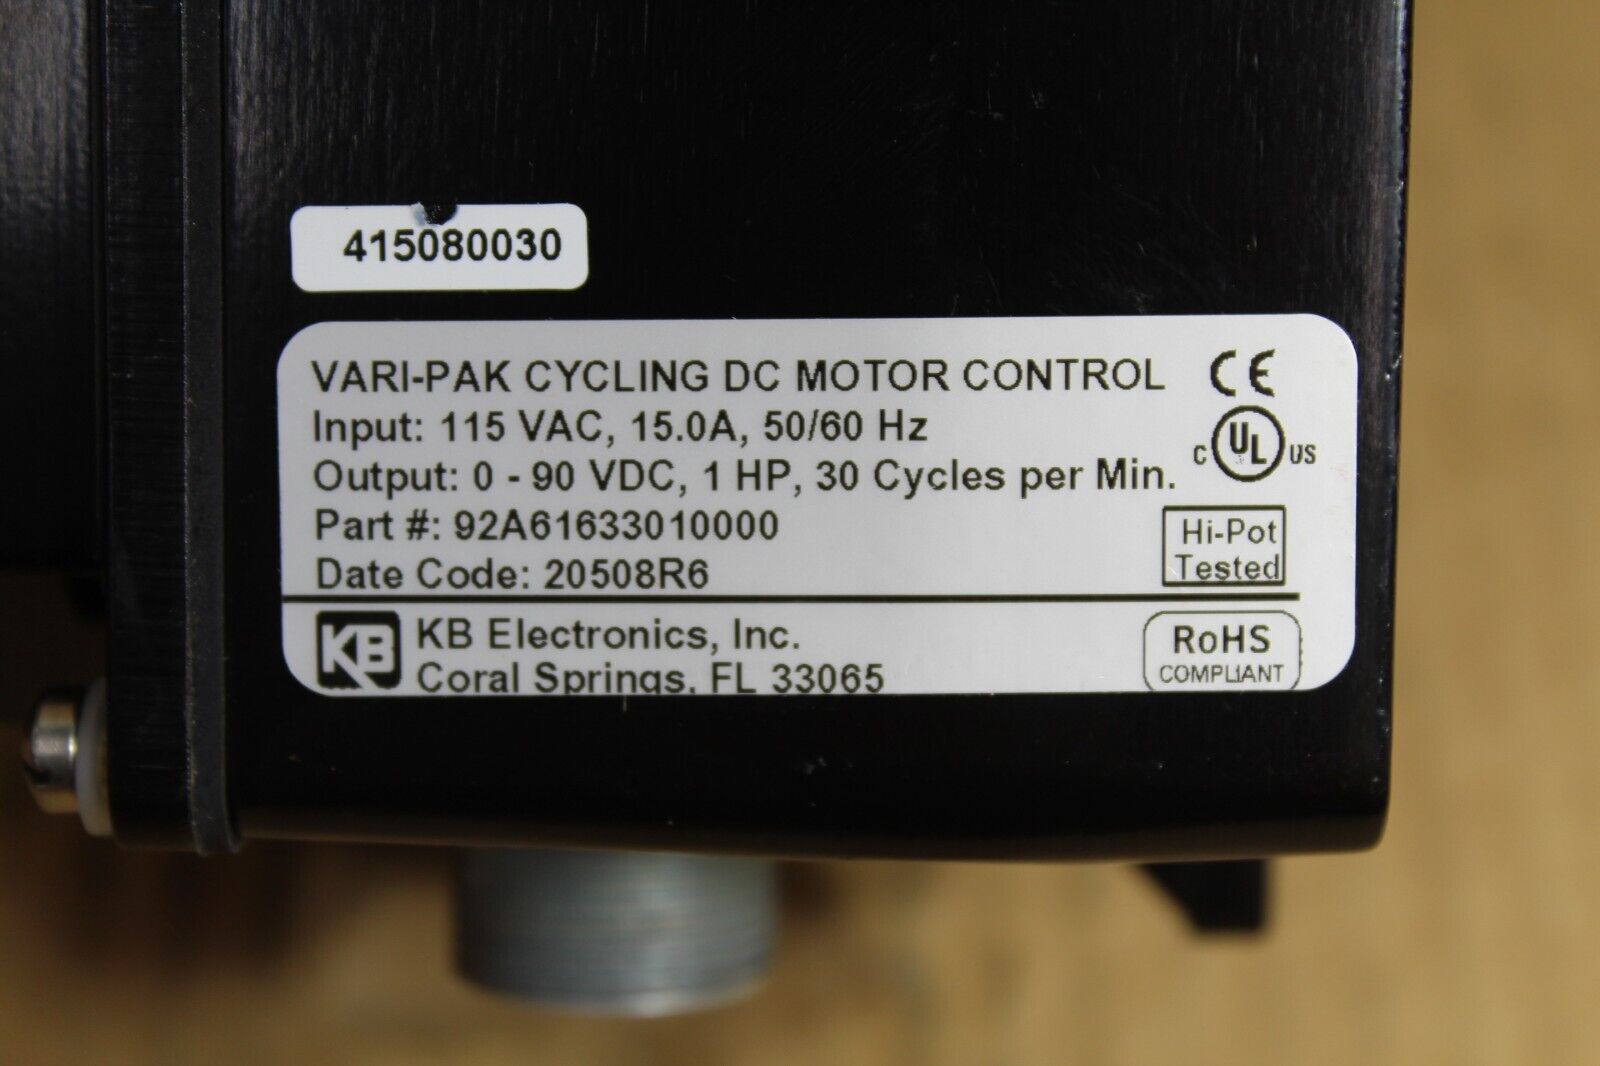 415080030
VARI-PAK CYCLING DC MOTOR CONTROL CE
Input: 115 VAC, 15.0A, 50/60 Hz
C UL US
Output: 0 - 90 VDC, 1 HP, 30 Cycles per Min.
Part #: 92A61633010000
Hi-Pot
Tested
Date Code: 20508R6
KB
KB Electronics, Inc.
Coral Springs, FL 33065
RoHS
COMPLIANT